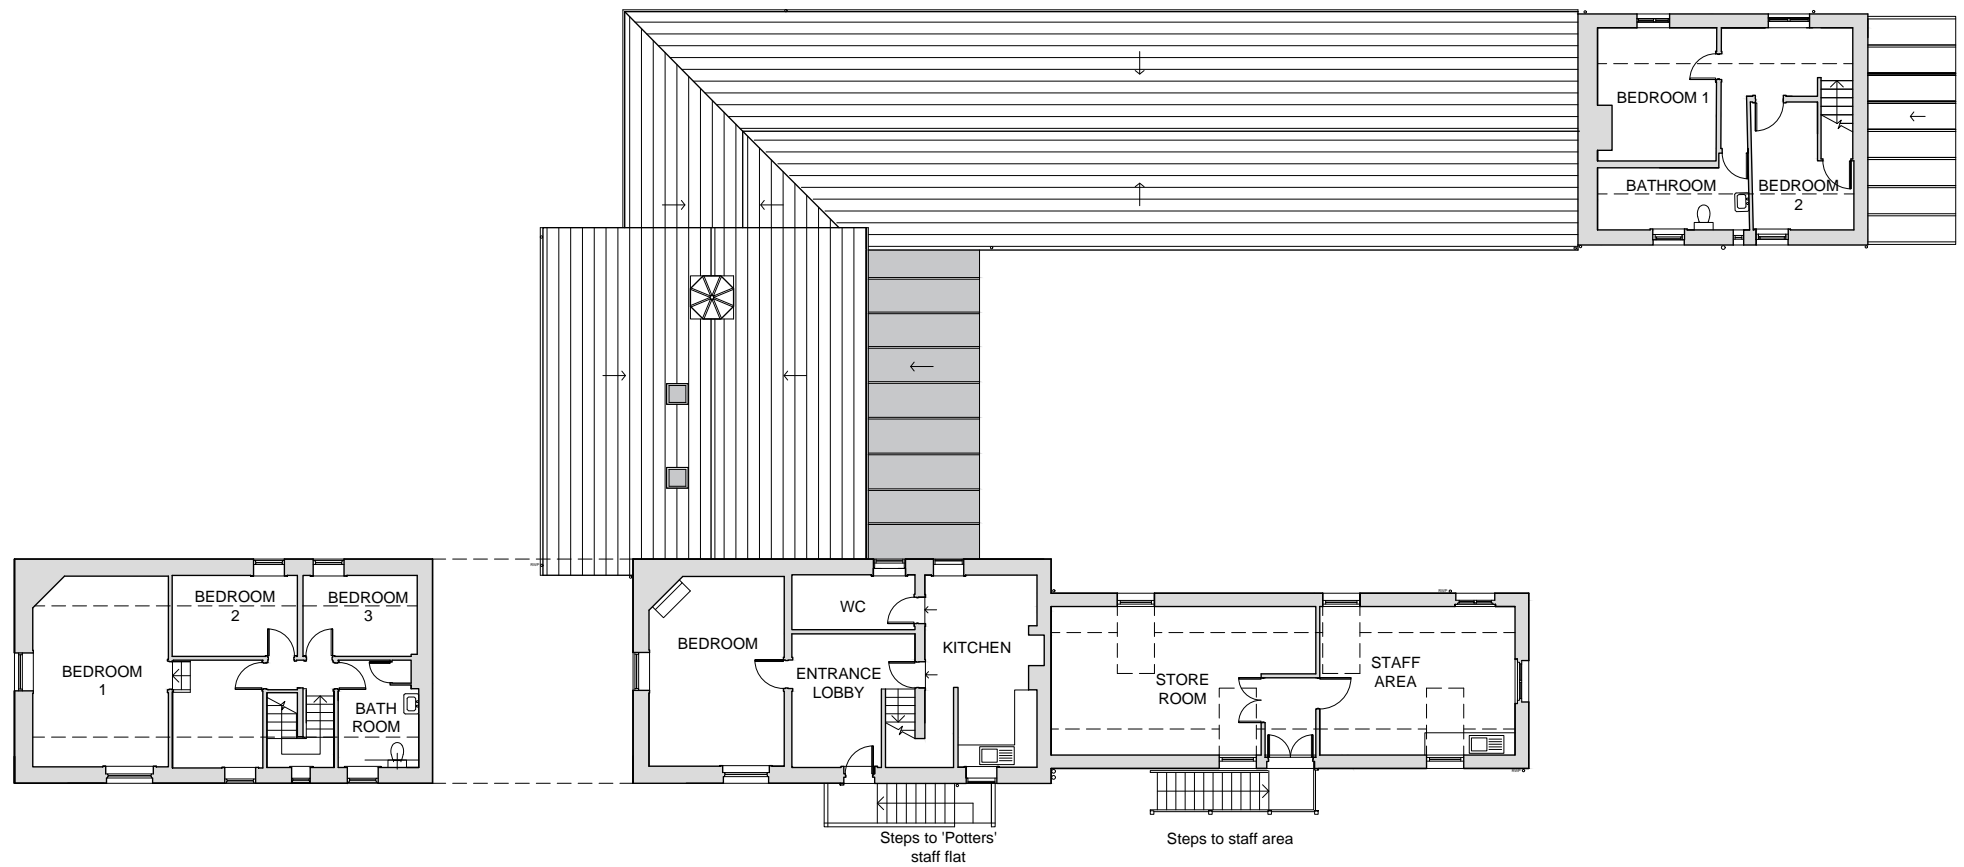 BEDROOM 1
BATHROOM
BEDROOM
2
BEDROOM
2
BEDROOM
3
BEDROOM
1
BATH
ROOM
WC
BEDROOM
KITCHEN
ENTRANCE
LOBBY
STORE
ROOM
STAFF
AREA
Steps to 'Potters'
staff flat
Steps to staff area